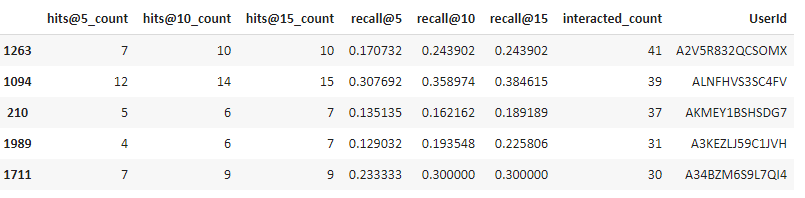 hits@5_count hits@10_count hits@15_count recall@5 recall@10 recall@15 interacted_count UserId
1263 7 10 10 0.170732 0.243902 0.243902 41 A2V5R832QCSOMX
1094 12 14 15 0.307692 0.358974 0.384615 39 ALNFHVS3SC4FV
210 5 6 7 0.135135 0.162162 0.189189 37 AKMEY1BSHSDG7
1989 4 6 7 0.129032 0.193548 0.225806 31 A3KEZLJ59C1JVH
1711 7 9 9 0.233333 0.300000 0.300000 30 A34BZM6S9L7QI4